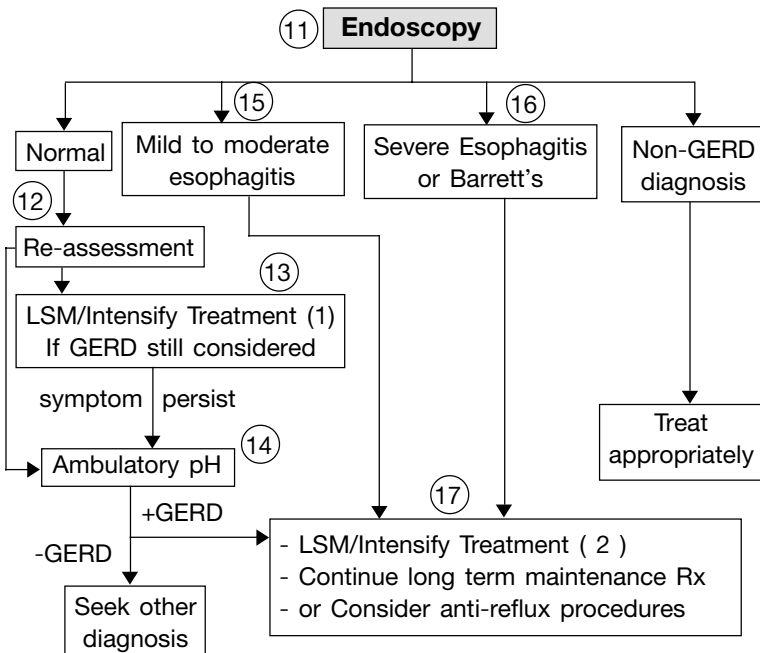 11
Endoscopy
15
16
Normal
Mild to moderate
esophagitis
Severe Esophagitis
or Barrett's
Non-GERD
diagnosis
12
Re-assessment
13
LSM/Intensify Treatment (1)
If GERD still considered
symptom persist
14
Ambulatory pH
Treat
appropriately
17
+GERD
-GERD
- LSM/Intensify Treatment ( 2 )
- Continue long term maintenance Rx
- or Consider anti-reflux procedures
Seek other
diagnosis